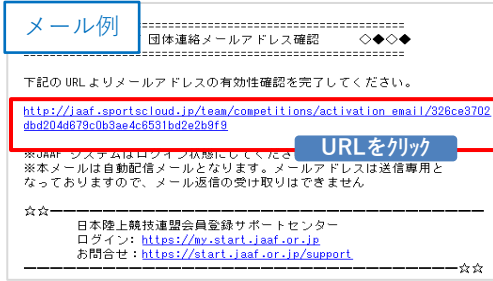 メール例
団体連絡メールアドレス確認 ◇◆◇◆
下記のURLよりメールアドレスの有効性確認を完了してください。
http://jaaf.sportscloud.jp/team/competitions/activation_email/326ce3702
dbd204d679c0b3ae4c6531bd2e2b9f9
URLをクリック
※JAAF システムはログイン状態にしてくださ
※本メールは自動配信メールとなります。メールアドレスは送信専用と
なっておりますので、メール返信の受け取りはできません
☆☆━━━━━━━━━━━━━━━━━━━━━━━━━━━━
日本陸上競技連盟会員登録サポートセンター
ログイン: https://my.start.jaaf.or.jp
お問合せ:https://start.jaaf.or.jp/support
━━━━━━━━━━━━━━━━━━━━━━━━━━━━☆☆